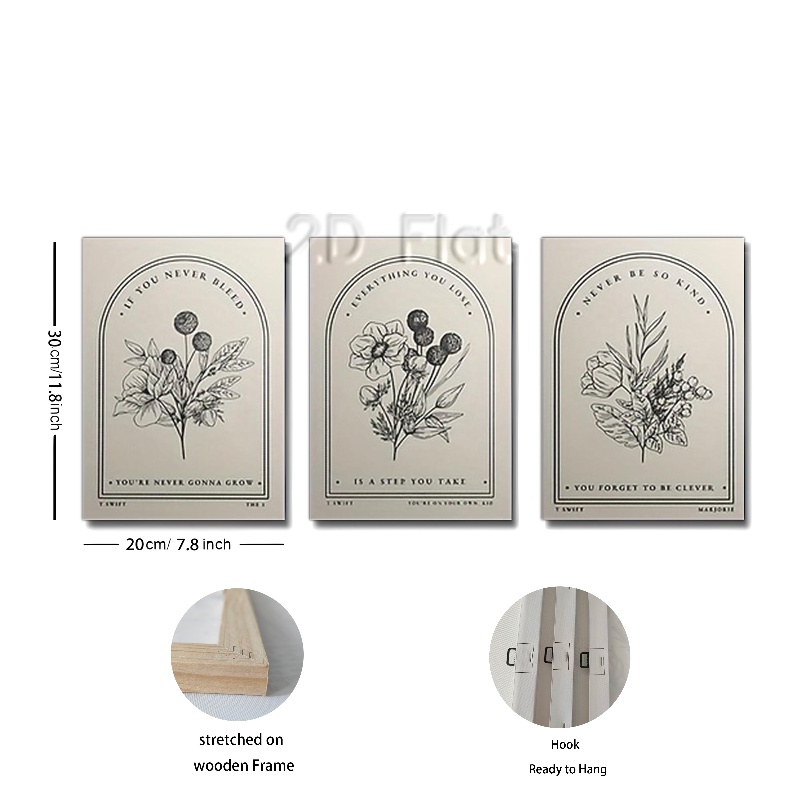 2D Flat
• IF YOU NEVER BLEED •
• YOU'RE NEVER GONNA GROW •
T SWIFT THE 1
• EVERYTHING YOU LOSE •
• IS A STEP YOU TAKE •
T SWIFT YOU'RE ON YOUR OWN, KID
• NEVER BE SO KIND •
• YOU FORGET TO BE CLEVER •
T SWIFT MARJORIE
30cm/11.8inch
20cm/ 7.8 inch
stretched on
wooden Frame
Hook
Ready to Hang